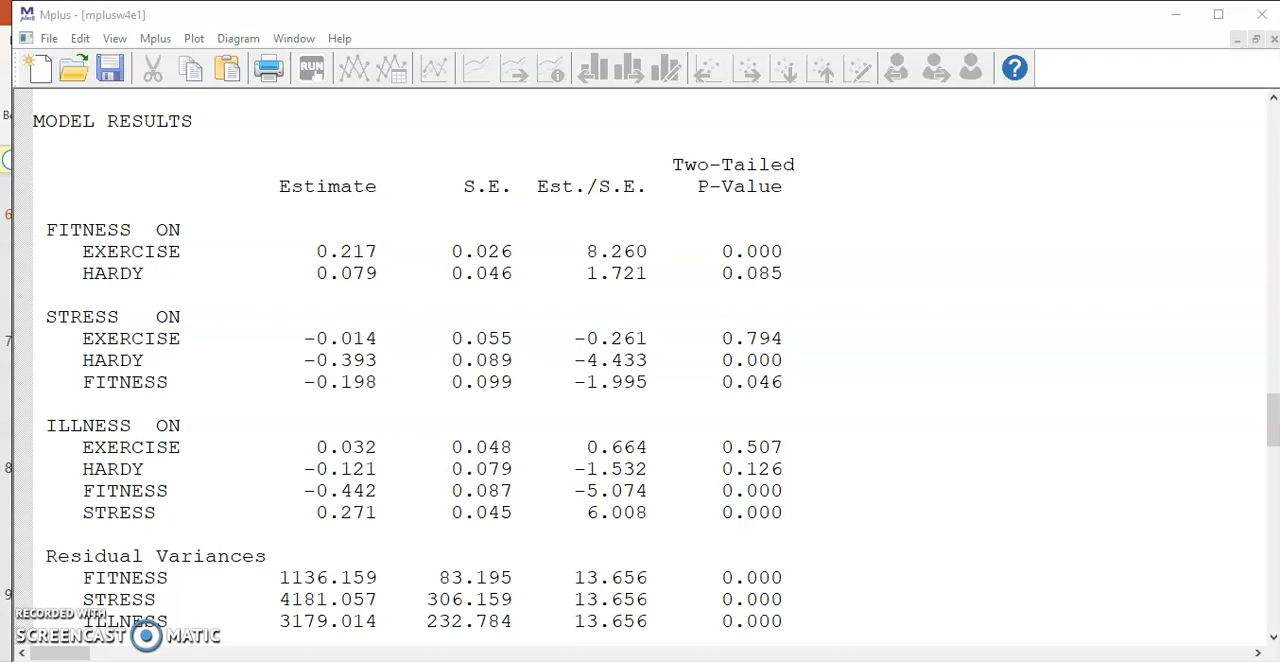 Mplus - [mplusw4e1]
File Edit View Mplus Plot Diagram Window Help
RUN
MODEL RESULTS
Two-Tailed
Estimate S.E. Est./S.E. P-Value
FITNESS ON
EXERCISE 0.217 0.026 8.260 0.000
HARDY 0.079 0.046 1.721 0.085
STRESS ON
EXERCISE -0.014 0.055 -0.261 0.794
HARDY -0.393 0.089 -4.433 0.000
FITNESS -0.198 0.099 -1.995 0.046
ILLNESS ON
EXERCISE 0.032 0.048 0.664 0.507
HARDY -0.121 0.079 -1.532 0.126
FITNESS -0.442 0.087 -5.074 0.000
STRESS 0.271 0.045 6.008 0.000
Residual Variances
FITNESS 1136.159 83.195 13.656 0.000
STRESS 4181.057 306.159 13.656 0.000
ILLNESS 3179.014 232.784 13.656 0.000
RECORDED WITH
SCREENCAST MATIC
6
7
8
9